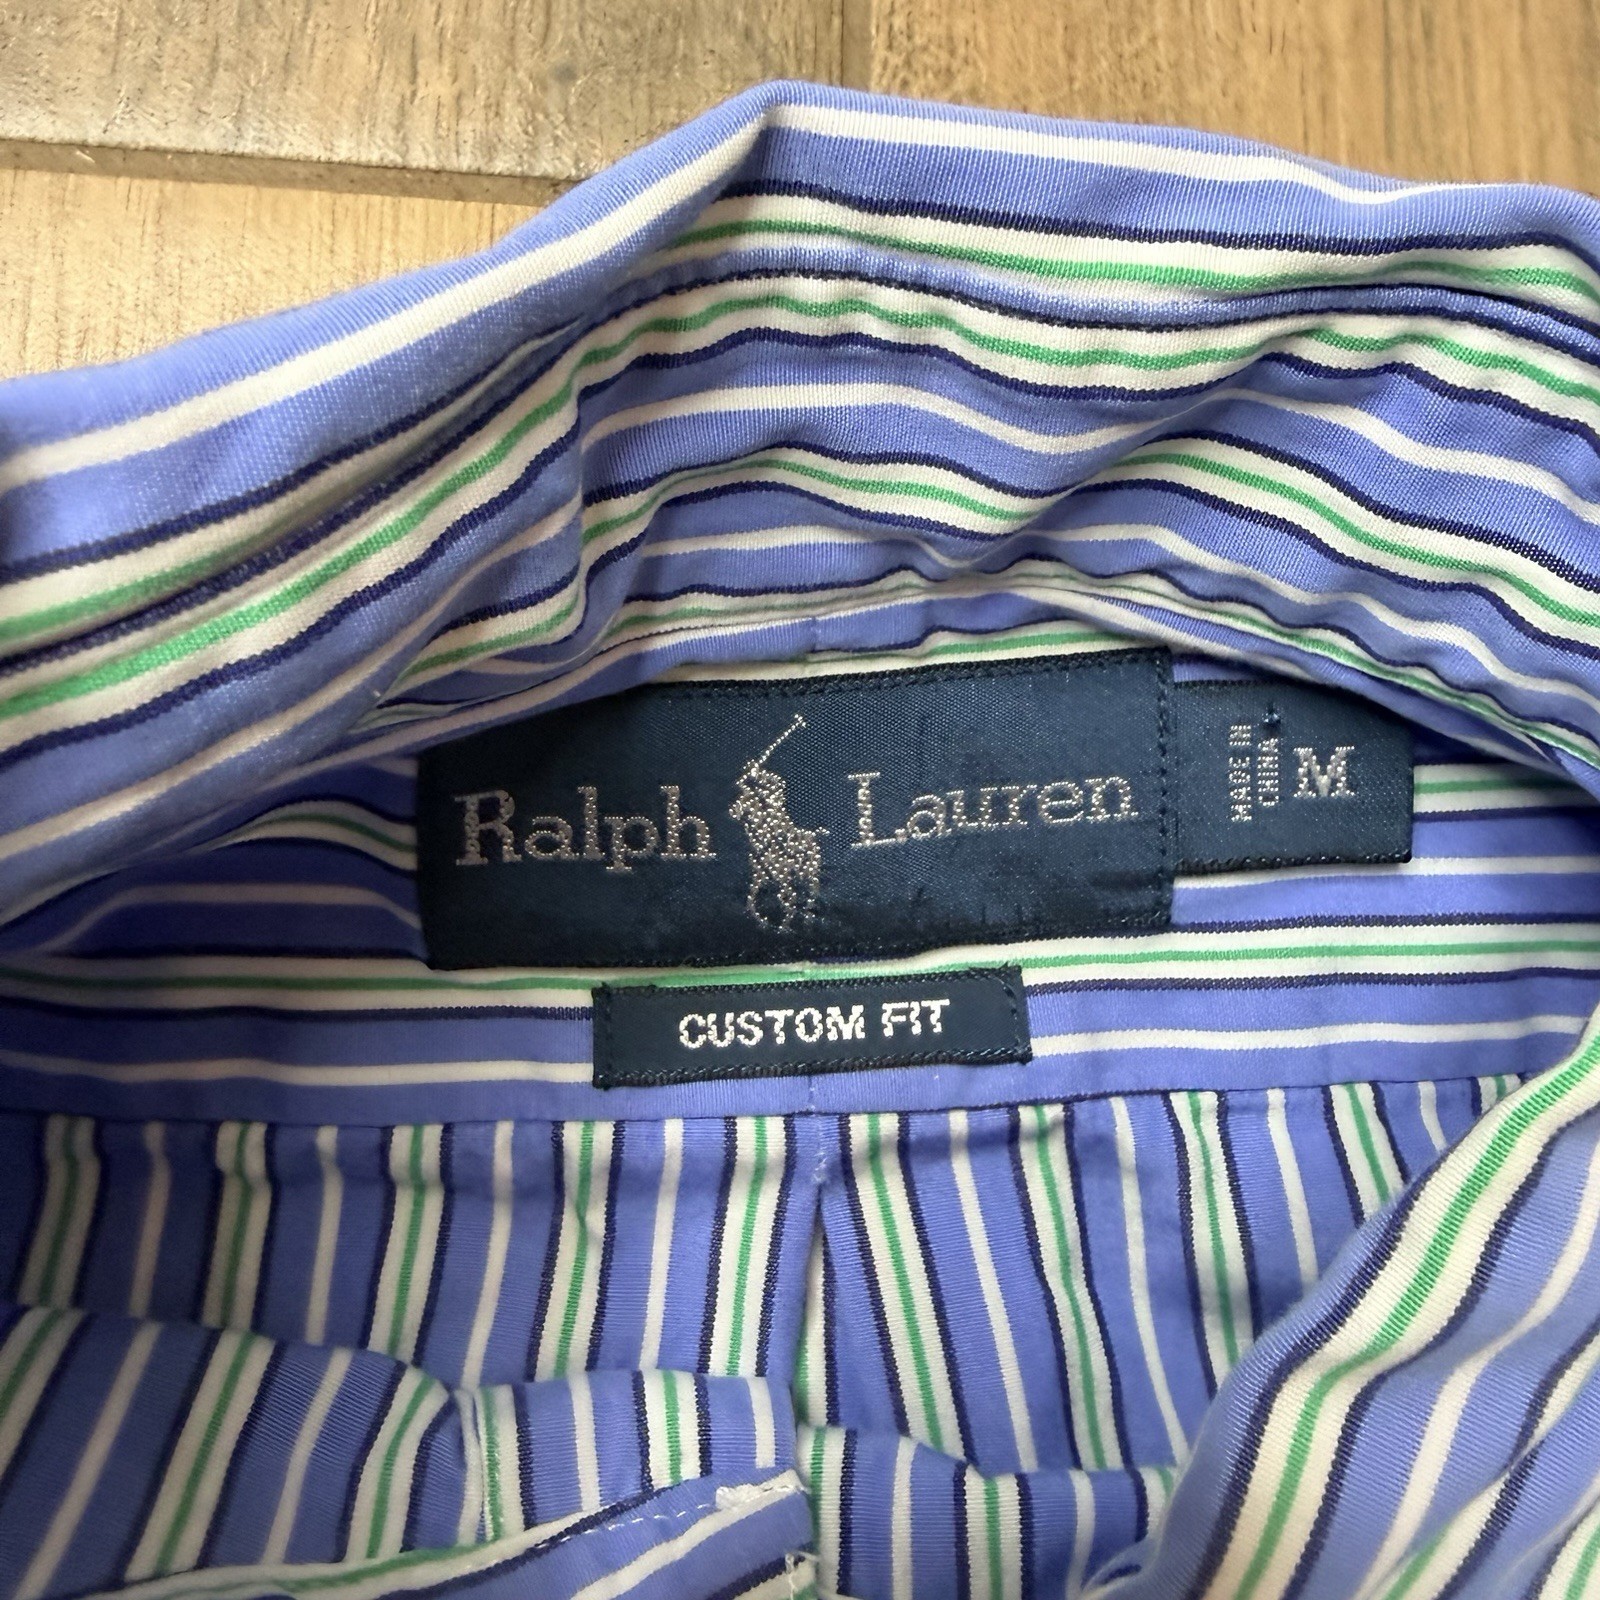 Ralph Lauren
MADE IN
CHINA
M
CUSTOM FIT